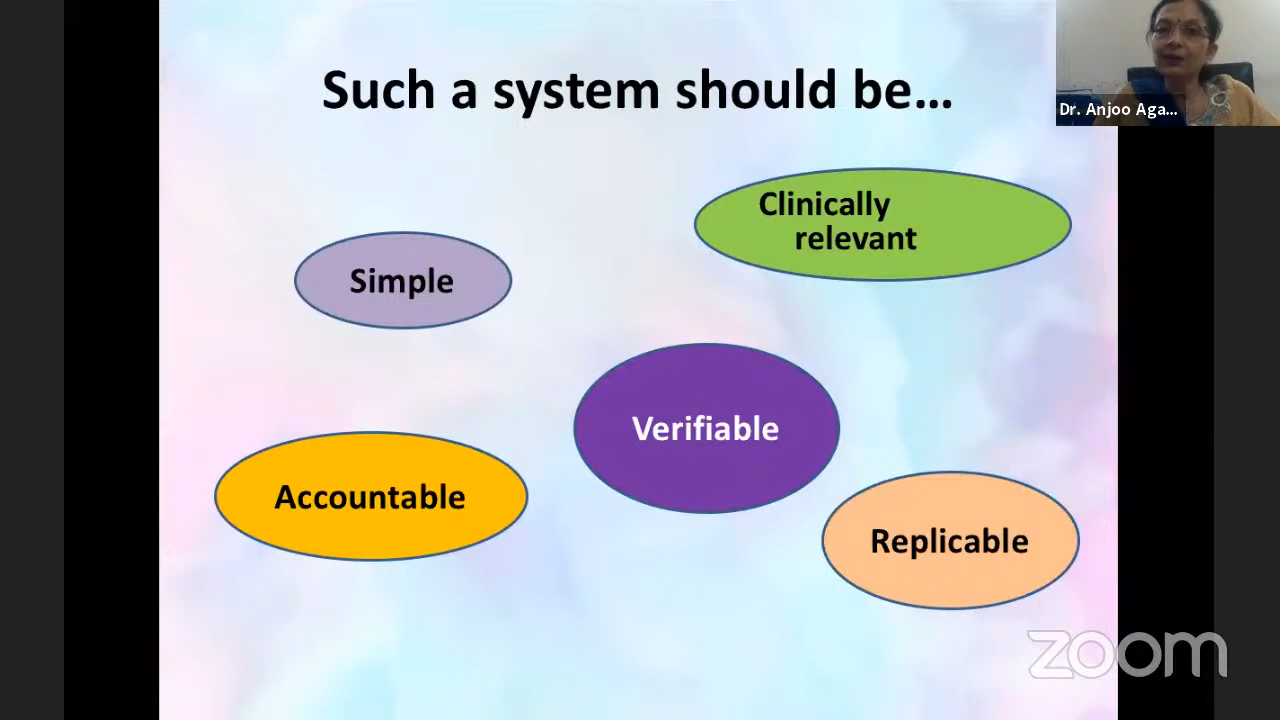 Such a system should be...
Dr. Anjoo Aga...
Clinically
relevant
Simple
Verifiable
Accountable
Replicable
zoom